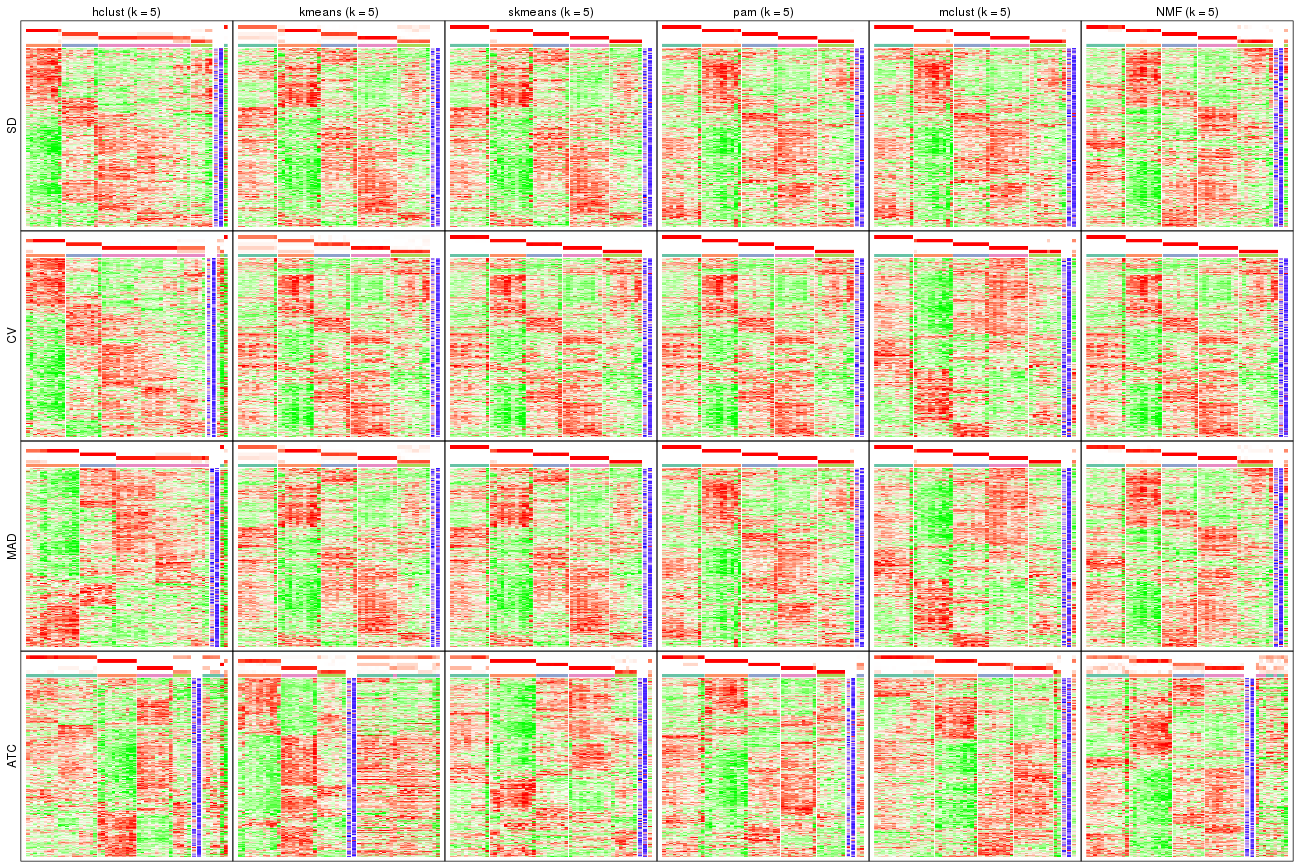 hclust (k = 5) kmeans (k = 5) skmeans (k = 5) pam (k = 5) mclust (k = 5) NMF (k = 5)
SD
CV
MAD
ATC